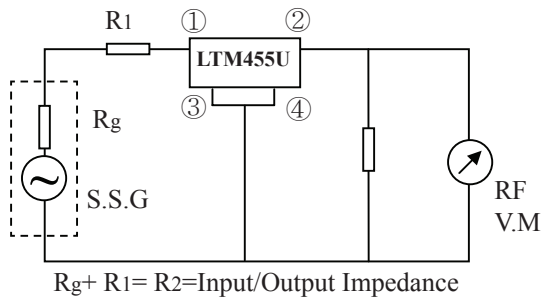 R1
①
②
LTM455U
③
④
Rg
S.S.G
RF
V.M
Rg+ R1= R2=Input/Output Impedance